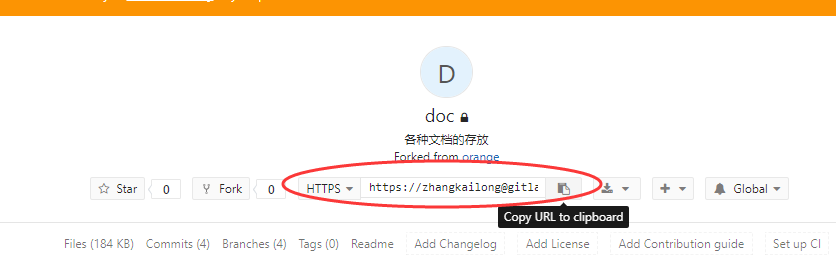 D
doc
各种文档的存放
Forked from orange
Star 0 Fork 0 HTTPS https://zhangkailong@gitla Global
Copy URL to clipboard
Files (184 KB) Commits (4) Branches (4) Tags (0) Readme Add Changelog Add License Add Contribution guide Set up CI